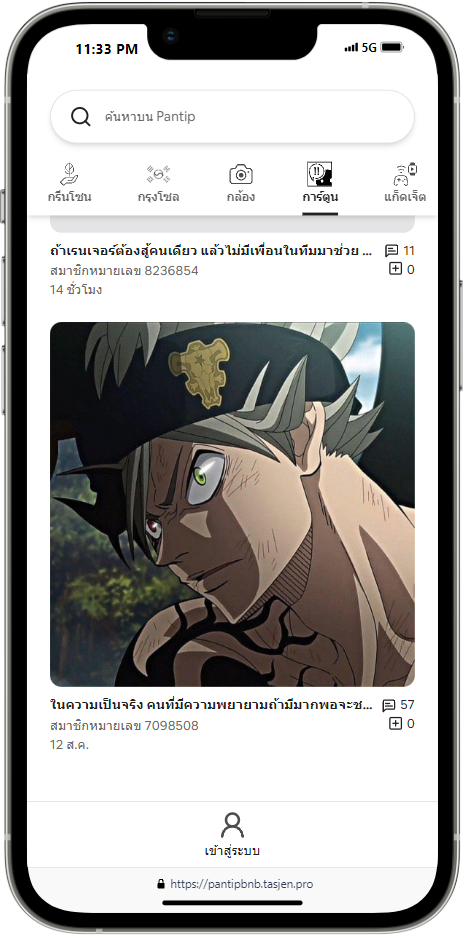 11:33 PM
5G
ค้นหาบน Pantip
กรีนโซน
กรุงโซล
กล้อง
!!
การ์ตูน
แก็ดเจ็ต
ถ้าเรนเจอร์ต้องสู้คนเดียว แล้วไม่มีเพื่อนในทีมมาช่วย ...
11
สมาชิกหมายเลข 8236854
0
14 ชั่วโมง
ในความเป็นจริง คนที่มีความพยายามถ้ามีมากพอจะช...
57
สมาชิกหมายเลข 7098508
0
12 ส.ค.
เข้าสู่ระบบ
https://pantipbnb.tasjen.pro